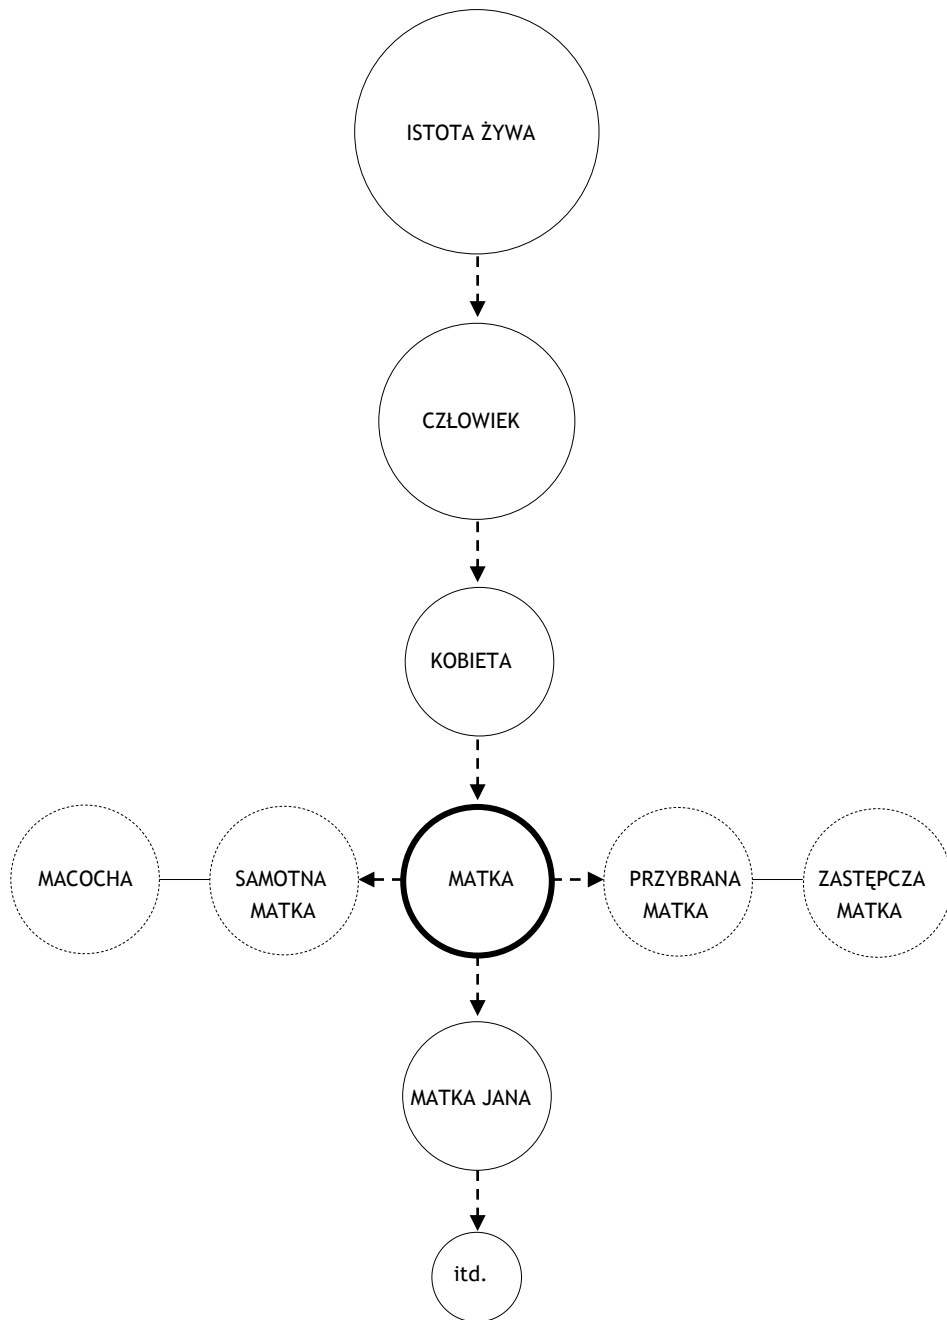 ISTOTA ŻYWA
CZŁOWIEK
KOBIETA
MACOCHA
SAMOTNA
MATKA
MATKA
PRZYBRANA
MATKA
ZASTĘPCZA
MATKA
MATKA JANA
itd.